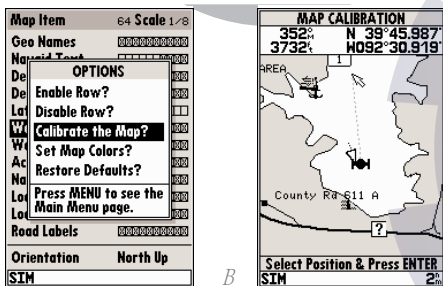 Map Item 64 Scale 1/8
Geo Names
Enable Row?
OPTIONS
Disable Row?
Calibrate the Map?
Set Map Colors?
Restore Defaults?
Press MENU to see the
Main Menu page.
Road Labels
Orientation North Up
SIM
B
MAP CALIBRATION
352° N 39°45.987'
3732 W092°30.919'
AREA
1
County Rd 611 A
?
Select Position & Press ENTER
SIM 2